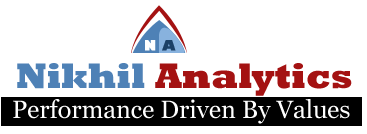 NA
Nikhil Analytics
Performance Driven By Values